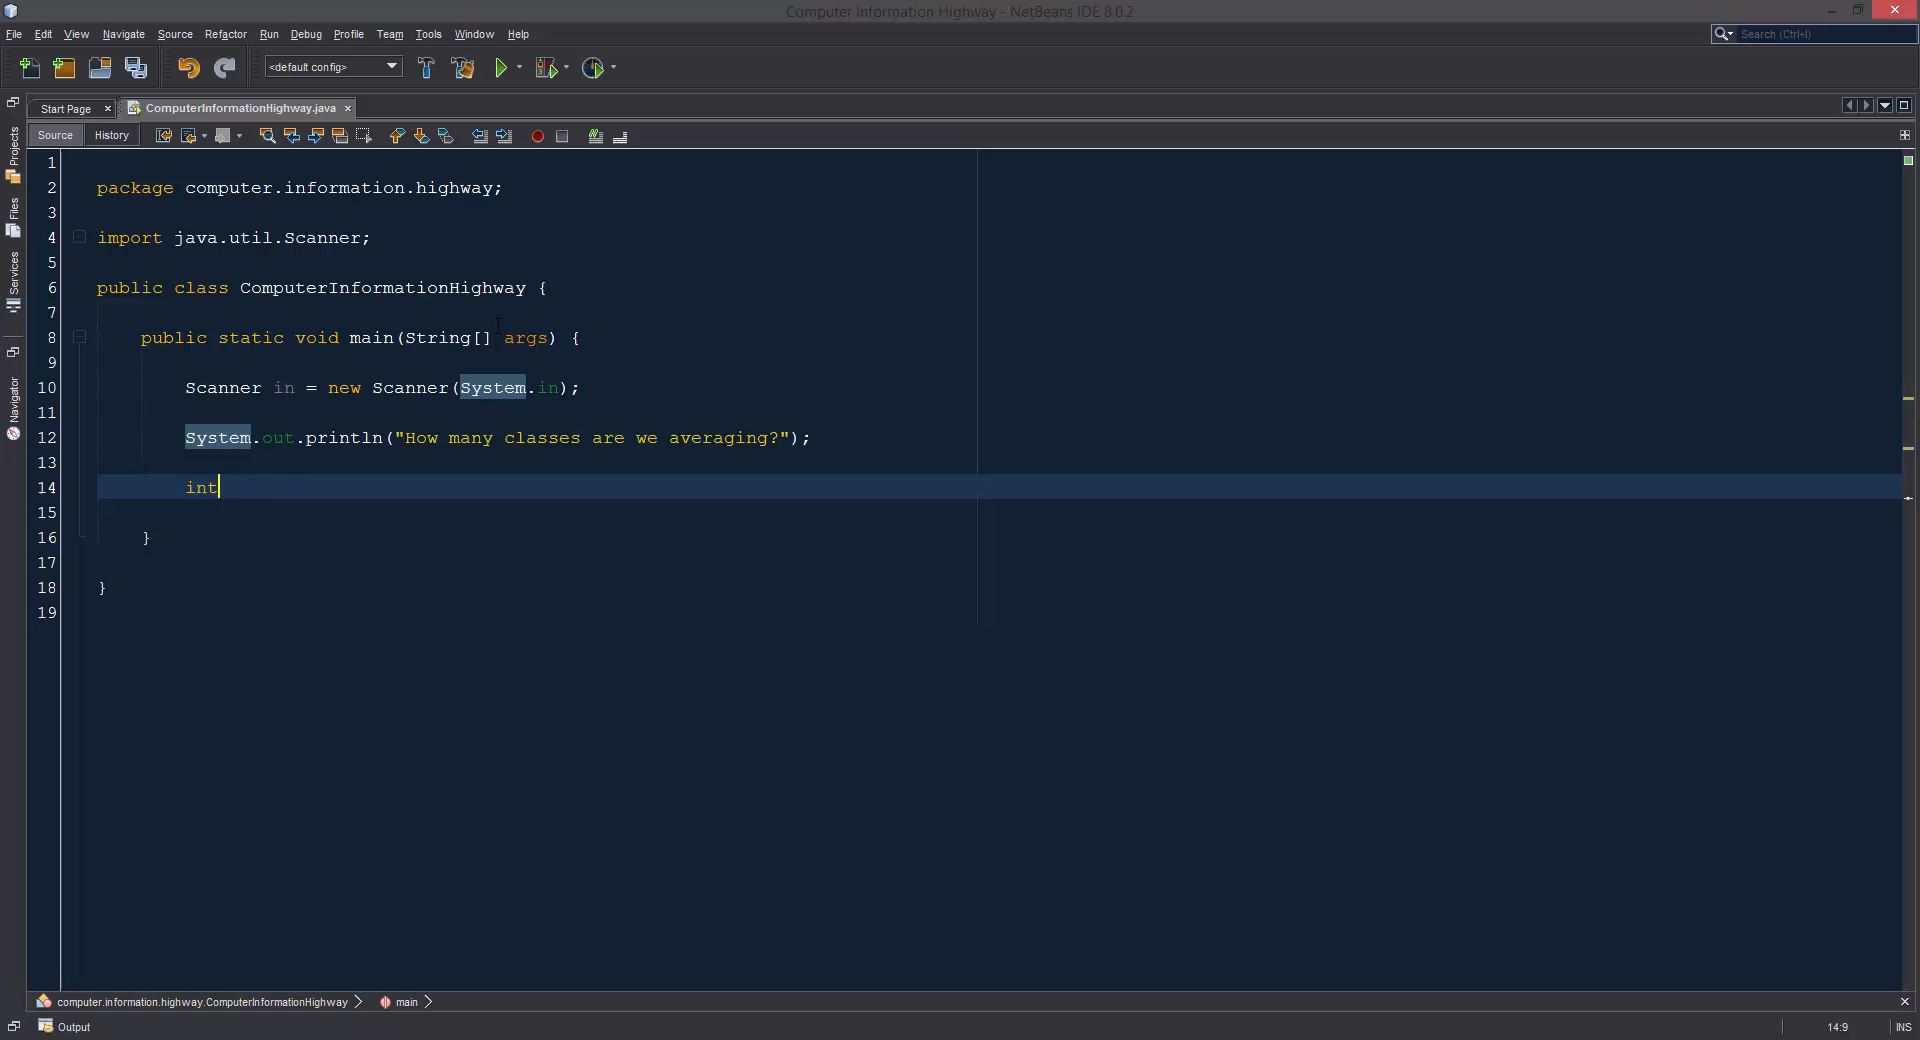 Computer Information Highway - NetBeans IDE 8.0.2
File Edit View Navigate Source Refactor Run Debug Profile Team Tools Window Help
Search (Ctrl+I)
<default config>
Start Page × ComputerInformationHighway.java ×
Source History
Projects
Files
Services
Navigator
1
2 package computer.information.highway;
3
4 import java.util.Scanner;
5
6 public class ComputerInformationHighway {
7
8 public static void main(String[] args) {
9
10 Scanner in = new Scanner(System.in);
11
12 System.out.println("How many classes are we averaging?");
13
14 int
15
16 }
17
18 }
19
computer.information.highway.ComputerInformationHighway main
Output
14:9 INS